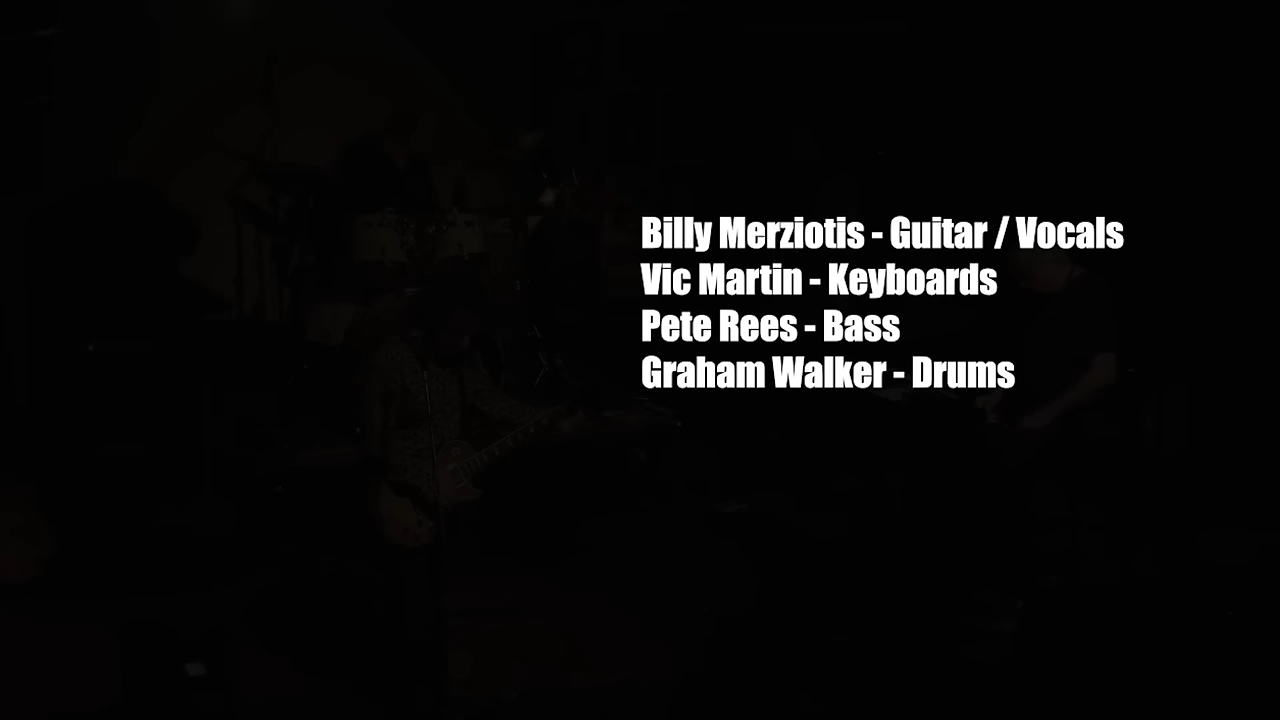 Billy Merziotis - Guitar / Vocals
Vic Martin - Keyboards
Pete Rees - Bass
Graham Walker - Drums